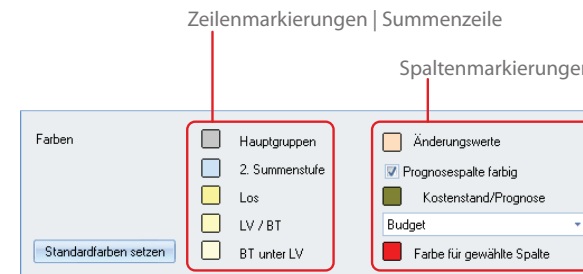 Zeilenmarkierungen | Summenzeile
Spaltenmarkierungen
Farben
Hauptgruppen
2. Summenstufe
Los
LV / BT
BT unter LV
Standardfarben setzen
Änderungswerte
Prognosespalte farbig
Kostenstand/Prognose
Budget
Farbe für gewählte Spalte